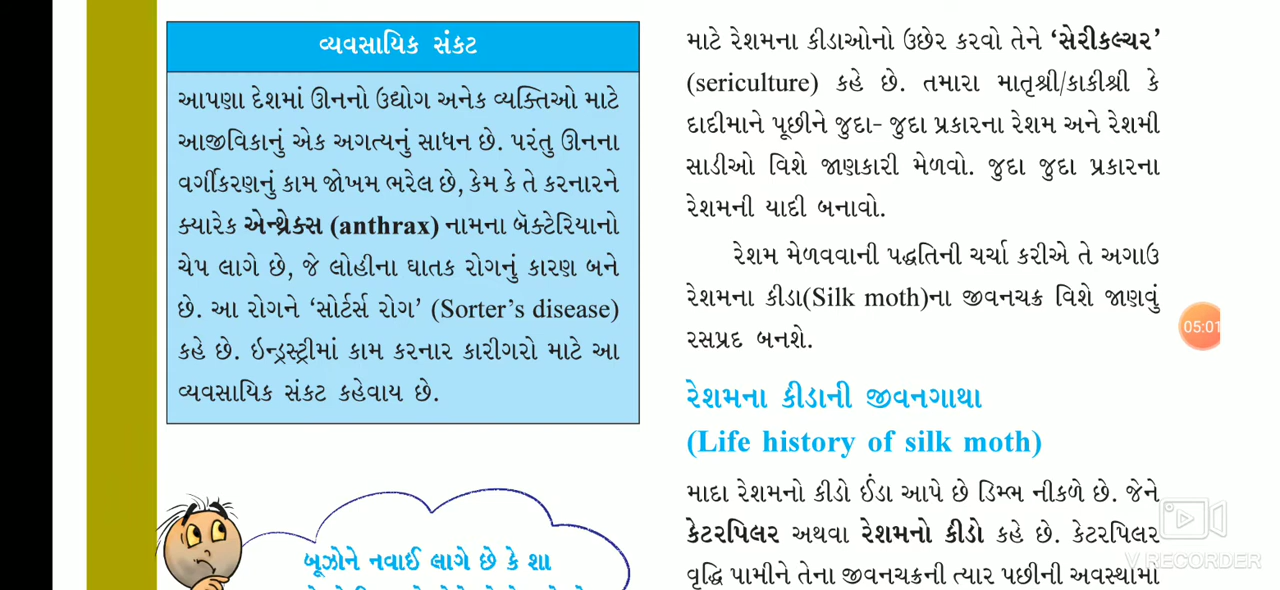 વ્યવસાયિક સંકટ
આપણા દેશમાં ઊનનો ઉદ્યોગ અનેક વ્યક્તિઓ માટે
આજીવિકાનું એક અગત્યનું સાધન છે. પરંતુ ઊનના
વર્ગીકરણનું કામ જોખમ ભરેલ છે, કેમ કે તે કરનારને
ક્યારેક એન્થ્રેક્સ (anthrax) નામના બૅક્ટેરિયાનો
ચેપ લાગે છે, જે લોહીના ઘાતક રોગનું કારણ બને
છે. આ રોગને ‘સોર્ટર્સ રોગ’ (Sorter’s disease)
કહે છે. ઇન્ડ્રસ્ટ્રીમાં કામ કરનાર કારીગરો માટે આ
વ્યવસાયિક સંકટ કહેવાય છે.
બૂઝોને નવાઈ લાગે છે કે શા
માટે રેશમના કીડાઓનો ઉછેર કરવો તેને ‘સેરીકલ્ચર’
(sericulture) કહે છે. તમારા માતૃશ્રી/કાકીશ્રી કે
દાદીમાને પૂછીને જુદા- જુદા પ્રકારના રેશમ અને રેશમી
સાડીઓ વિશે જાણકારી મેળવો. જુદા જુદા પ્રકારના
રેશમની યાદી બનાવો.
રેશમ મેળવવાની પદ્ધતિની ચર્ચા કરીએ તે અગાઉ
રેશમના કીડા(Silk moth)ના જીવનચક્ર વિશે જાણવું
રસપ્રદ બનશે.
રેશમના કીડાની જીવનગાથા
(Life history of silk moth)
માદા રેશમનો કીડો ઈંડા આપે છે ડિમ્ભ નીકળે છે. જેને
કેટરપિલર અથવા રેશમનો કીડો કહે છે. કેટરપિલર
વૃદ્ધિ પામીને તેના જીવનચક્રની ત્યાર પછીની અવસ્થામા
05:01
V RECORDER